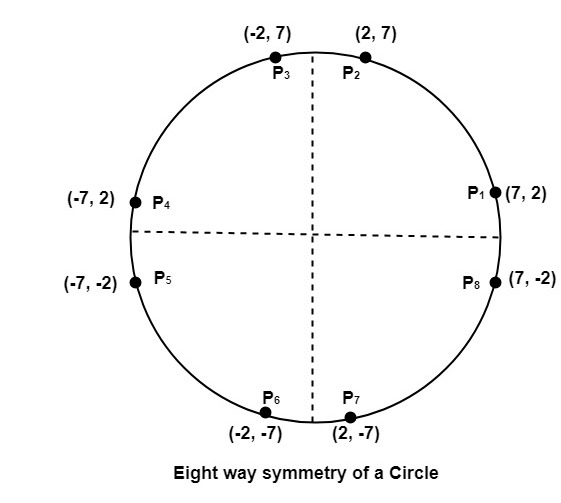 (-2, 7) (2, 7)
P3 P2
(-7, 2) P4 P1 (7, 2)
(-7, -2) P5 P8 (7, -2)
P6 P7
(-2, -7) (2, -7)
Eight way symmetry of a Circle